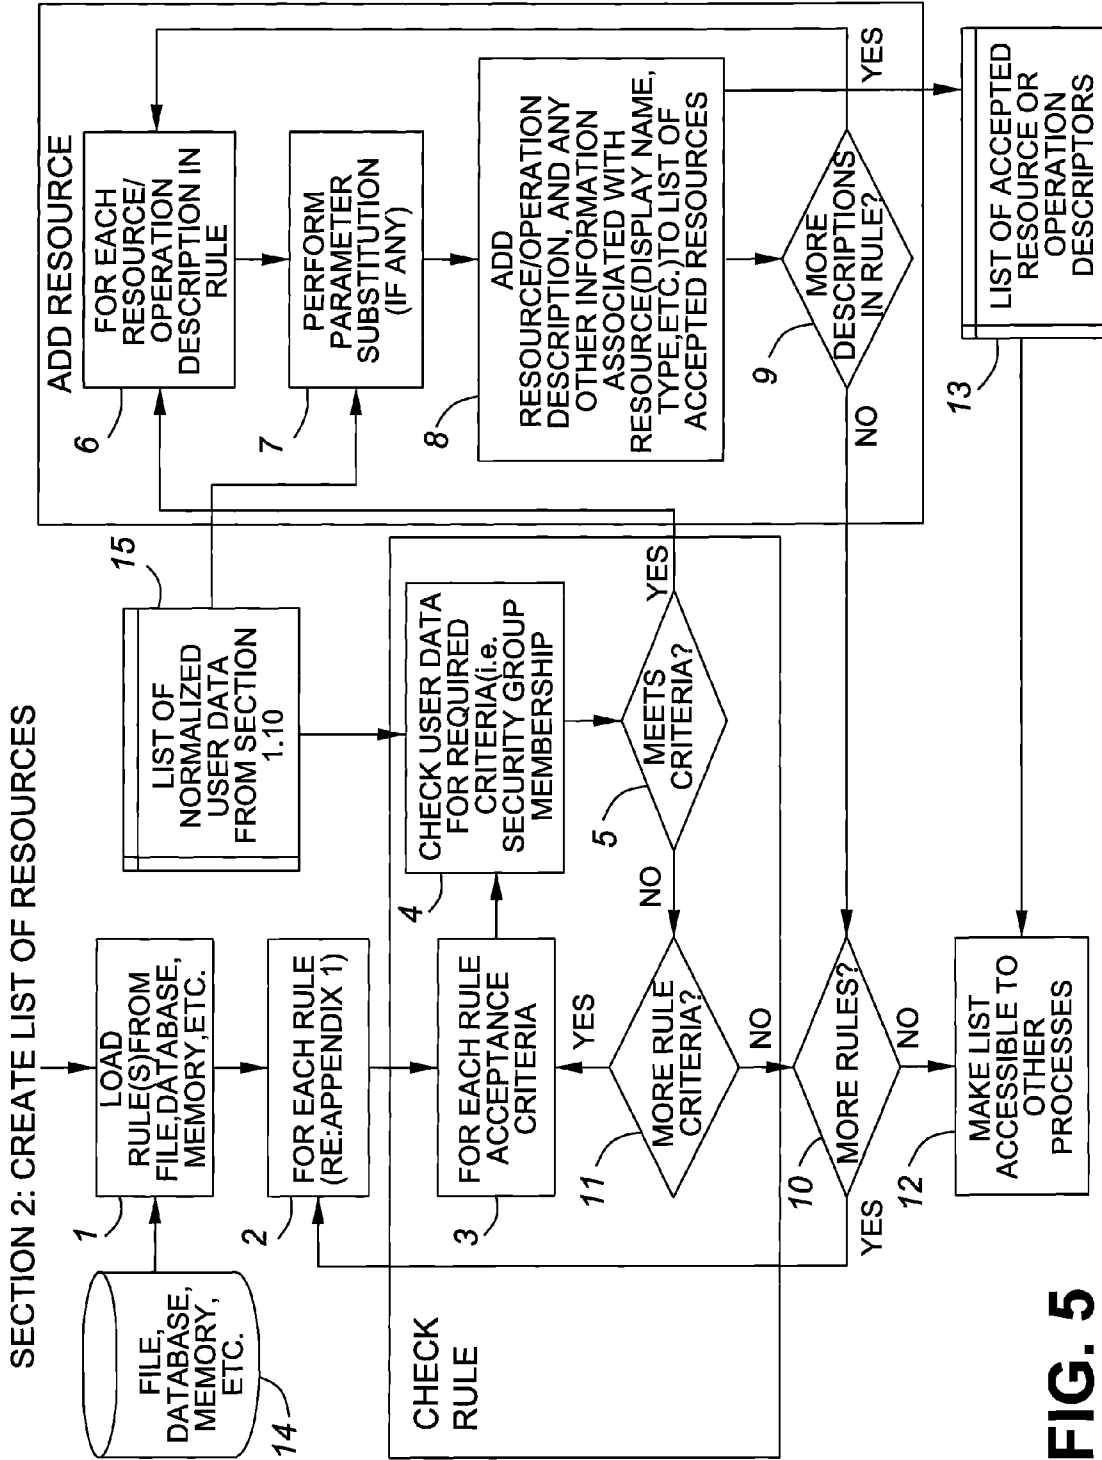 SECTION 2: CREATE LIST OF RESOURCES
FILE,
DATABASE,
MEMORY,
ETC.
14
LOAD
RULE(S)FROM
FILE,DATABASE,
MEMORY,ETC.
1
FOR EACH RULE
(RE:APPENDIX 1)
2
CHECK
RULE
FOR EACH RULE
ACCEPTANCE
CRITERIA
3
LIST OF
NORMALIZED
USER DATA
FROM SECTION
1.10
15
CHECK USER DATA
FOR REQUIRED
CRITERIA(i.e.
SECURITY GROUP
MEMBERSHIP
4
MEETS
CRITERIA?
5
YES
NO
MORE RULE
CRITERIA?
11
YES
NO
MORE RULES?
10
YES
NO
MAKE LIST
ACCESSIBLE TO
OTHER
PROCESSES
12
ADD RESOURCE
FOR EACH
RESOURCE/
OPERATION
DESCRIPTION IN
RULE
6
PERFORM
PARAMETER
SUBSTITUTION
(IF ANY)
7
ADD
RESOURCE/OPERATION
DESCRIPTION, AND ANY
OTHER INFORMATION
ASSOCIATED WITH
RESOURCE(DISPLAY NAME,
TYPE,ETC.)TO LIST OF
ACCEPTED RESOURCES
8
MORE
DESCRIPTIONS
IN RULE?
9
YES
NO
LIST OF ACCEPTED
RESOURCE OR
OPERATION
DESCRIPTORS
13
FIG. 5